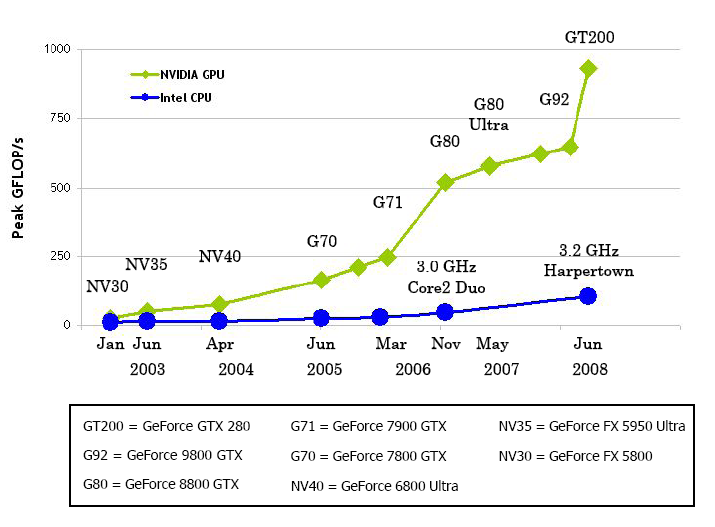 GT200
1000
NVIDIA GPU
Intel CPU
G80
Ultra
G92
750
G80
Peak GFLOP/s
500
G71
G70
NV40
NV35
NV30
250
3.0 GHz
Core2 Duo
3.2 GHz
Harpertown
0
Jan Jun Apr Jun Mar Nov May Jun
2003 2004 2005 2006 2007 2008
GT200 = GeForce GTX 280
G92 = GeForce 9800 GTX
G80 = GeForce 8800 GTX
G71 = GeForce 7900 GTX
G70 = GeForce 7800 GTX
NV40 = GeForce 6800 Ultra
NV35 = GeForce FX 5950 Ultra
NV30 = GeForce FX 5800